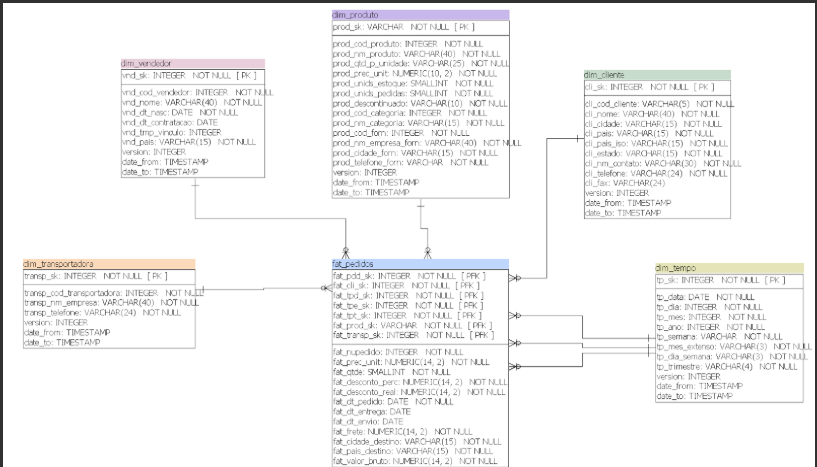 dim_produto
prod_sk: VARCHAR NOT NULL [ PK ]
prod_cod_produto: INTEGER NOT NULL
prod_nm_produto: VARCHAR(40) NOT NULL
prod_qtd_p_unidade: VARCHAR(25) NOT NULL
prod_prec_unit: NUMERIC(10, 2) NOT NULL
prod_unids_estoque: SMALLINT NOT NULL
prod_unids_pedidas: SMALLINT NOT NULL
prod_descontinuado: VARCHAR(10) NOT NULL
prod_cod_categoria: INTEGER NOT NULL
prod_nm_categoria: VARCHAR(15) NOT NULL
prod_cod_forn: INTEGER NOT NULL
prod_nm_empresa_forn: VARCHAR(40) NOT NULL
prod_cidade_forn: VARCHAR(15) NOT NULL
prod_telefone_forn: VARCHAR NOT NULL
version: INTEGER
date_from: TIMESTAMP
date_to: TIMESTAMP
dim_vendedor
vnd_sk: INTEGER NOT NULL [ PK ]
vnd_cod_vendedor: INTEGER NOT NULL
vnd_nome: VARCHAR(40) NOT NULL
vnd_dt_nasc: DATE NOT NULL
vnd_dt_contratacao: DATE
vnd_tmp_vinculo: INTEGER
vnd_pais: VARCHAR(15) NOT NULL
version: INTEGER
date_from: TIMESTAMP
date_to: TIMESTAMP
dim_cliente
cli_sk: INTEGER NOT NULL [ PK ]
cli_cod_cliente: VARCHAR(5) NOT NULL
cli_nome: VARCHAR(40) NOT NULL
cli_cidade: VARCHAR(15) NOT NULL
cli_pais: VARCHAR(15) NOT NULL
cli_pais_iso: VARCHAR(15) NOT NULL
cli_estado: VARCHAR(15) NOT NULL
cli_nm_contato: VARCHAR(30) NOT NULL
cli_telefone: VARCHAR(24) NOT NULL
cli_fax: VARCHAR(24)
version: INTEGER
date_from: TIMESTAMP
date_to: TIMESTAMP
dim_transportadora
transp_sk: INTEGER NOT NULL [ PK ]
transp_cod_transportadora: INTEGER NOT NULL
transp_nm_empresa: VARCHAR(40) NOT NULL
transp_telefone: VARCHAR(24) NOT NULL
version: INTEGER
date_from: TIMESTAMP
date_to: TIMESTAMP
fat_pedidos
fat_pdd_sk: INTEGER NOT NULL [ PFK ]
fat_cli_sk: INTEGER NOT NULL [ PFK ]
fat_tpd_sk: INTEGER NOT NULL [ PFK ]
fat_tpe_sk: INTEGER NOT NULL [ PFK ]
fat_tpt_sk: INTEGER NOT NULL [ PFK ]
fat_prod_sk: VARCHAR NOT NULL [ PFK ]
fat_transp_sk: INTEGER NOT NULL [ PFK ]
fat_nupedido: INTEGER NOT NULL
fat_prec_unit: NUMERIC(14, 2) NOT NULL
fat_qtde: SMALLINT NOT NULL
fat_desconto_perc: NUMERIC(14, 2) NOT NULL
fat_desconto_real: NUMERIC(14, 2) NOT NULL
fat_dt_pedido: DATE NOT NULL
fat_dt_entrega: DATE
fat_dt_envio: DATE
fat_frete: NUMERIC(14, 2) NOT NULL
fat_cidade_destino: VARCHAR(15) NOT NULL
fat_pais_destino: VARCHAR(15) NOT NULL
fat_valor_bruto: NUMERIC(14, 2) NOT NULL
dim_tempo
tp_sk: INTEGER NOT NULL [ PK ]
tp_data: DATE NOT NULL
tp_dia: INTEGER NOT NULL
tp_mes: INTEGER NOT NULL
tp_ano: INTEGER NOT NULL
tp_semana: VARCHAR NOT NULL
tp_mes_extenso: VARCHAR(3) NOT NULL
tp_dia_semana: VARCHAR(3) NOT NULL
tp_trimestre: VARCHAR(4) NOT NULL
version: INTEGER
date_from: TIMESTAMP
date_to: TIMESTAMP